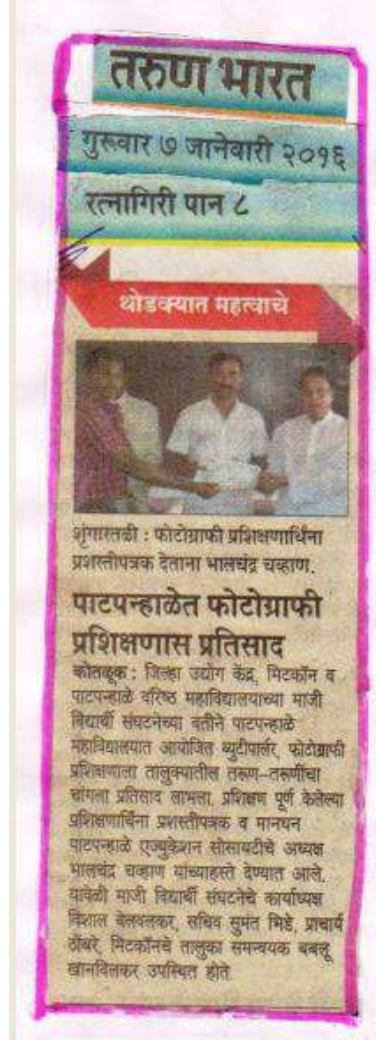 तरुण भारत
गुरूवार ७ जानेवारी २०१६
रत्नागिरी पान ८
थोडक्यात महत्वाचे
शृंगारतळी : फोटोग्राफी प्रशिक्षणार्थिंना
प्रशस्तीपत्रक देताना भालचंद्र चव्हाण.
पाटपन्हाळेत फोटोग्राफी
प्रशिक्षणास प्रतिसाद
कोतळूक : जिल्हा उद्योग केंद्र, मिटकॉन व
पाटपन्हाळे वरिष्ठ महाविद्यालयाच्या माजी
विद्यार्थी संघटनेच्या वतीने पाटपन्हाळे
महाविद्यालयात आयोजित ब्युटीपार्लर, फोटोग्राफी
प्रशिक्षणाला तालुक्यातील तरूण-तरूणींचा
चांगला प्रतिसाद लाभला. प्रशिक्षण पूर्ण केलेल्या
प्रशिक्षणार्थिंना प्रशस्तीपत्रक व मानधन
पाटपन्हाळे एज्युकेशन सोसायटीचे अध्यक्ष
भालचंद्र चव्हाण यांच्याहस्ते देण्यात आले.
यावेळी माजी विद्यार्थी संघटनेचे कार्याध्यक्ष
विशाल बेलवलकर, सचिव सुमंत भिडे, प्राचार्य
ठोंबरे, मिटकॉनचे तालुका समन्वयक बबलू
खानविलकर उपस्थित होते